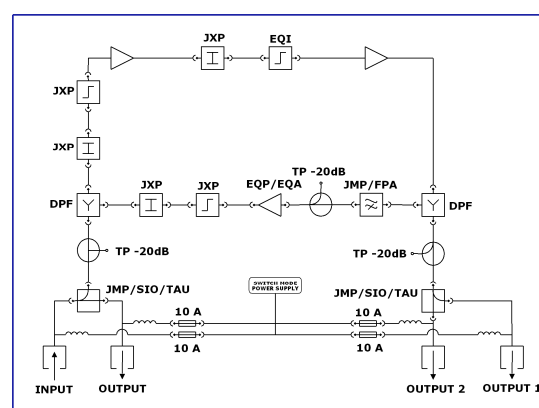 JXP
EQI
JXP
JXP
TP -20dB
JXP
JXP
EQP/EQA
JMP/FPA
DPF
DPF
TP -20dB
TP -20dB
JMP/SIO/TAU
SWITCH MODE
POWER SUPPLY
JMP/SIO/TAU
10 A
10 A
10 A
10 A
INPUT
OUTPUT
OUTPUT 2
OUTPUT 1